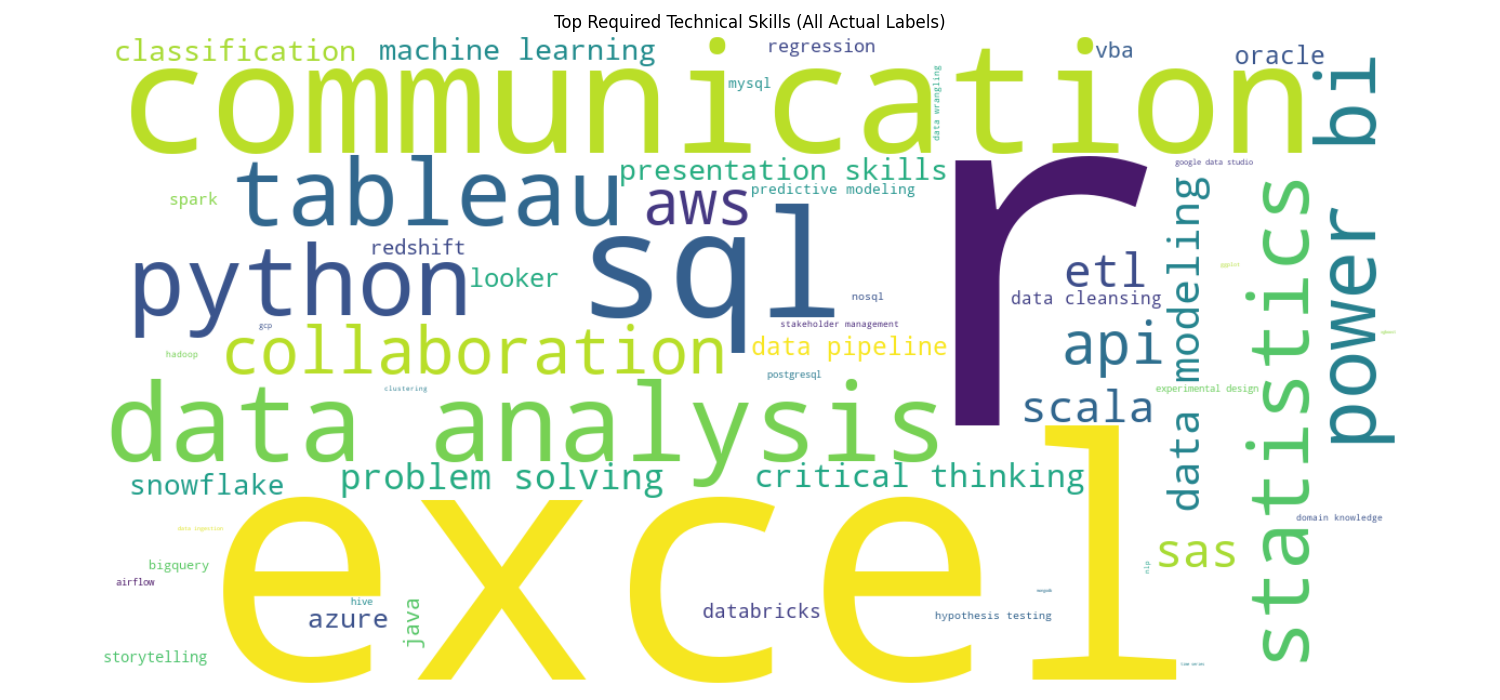 Top Required Technical Skills (All Actual Labels)
classification
machine learning
regression
vba
oracle
communication
mysql
data wrangling
power bi
tableau
presentation skills
google data studio
spark
aws
predictive modeling
r
python
redshift
sql
looker
nosql
etl
data cleansing
data modeling
statistics
gcp
stakeholder management
collaboration
data pipeline
api
hadoop
postgresql
clustering
experimental design
data analysis
scala
snowflake
problem solving
critical thinking
excel
domain knowledge
data ingestion
sas
bigquery
nlp
airflow
hive
azure
java
databricks
hypothesis testing
storytelling